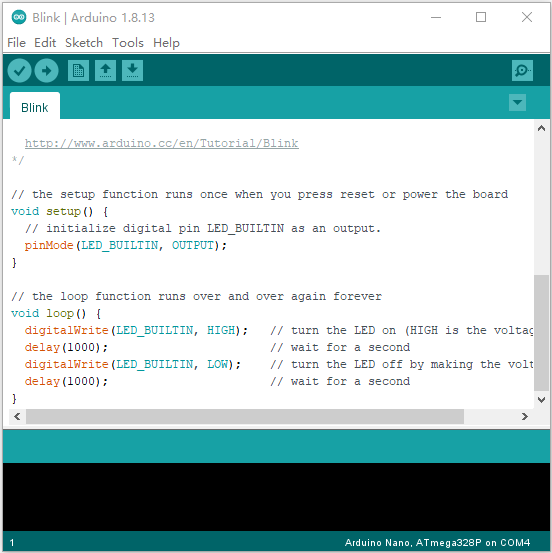 Blink | Arduino 1.8.13
File Edit Sketch Tools Help
Blink
http://www.arduino.cc/en/Tutorial/Blink
*/
// the setup function runs once when you press reset or power the board
void setup() {
// initialize digital pin LED_BUILTIN as an output.
pinMode(LED_BUILTIN, OUTPUT);
}
// the loop function runs over and over again forever
void loop() {
digitalWrite(LED_BUILTIN, HIGH);   // turn the LED on (HIGH is the voltag
delay(1000);                       // wait for a second
digitalWrite(LED_BUILTIN, LOW);    // turn the LED off by making the volt
delay(1000);                       // wait for a second
}
1 Arduino Nano, ATmega328P on COM4